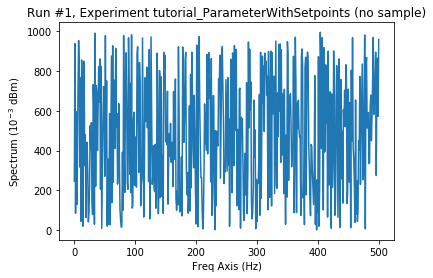 Run #1, Experiment tutorial_ParameterWithSetpoints (no sample)
1000
800
600
400
200
0
Spectrum (10⁻³ dBm)
0 100 200 300 400 500
Freq Axis (Hz)